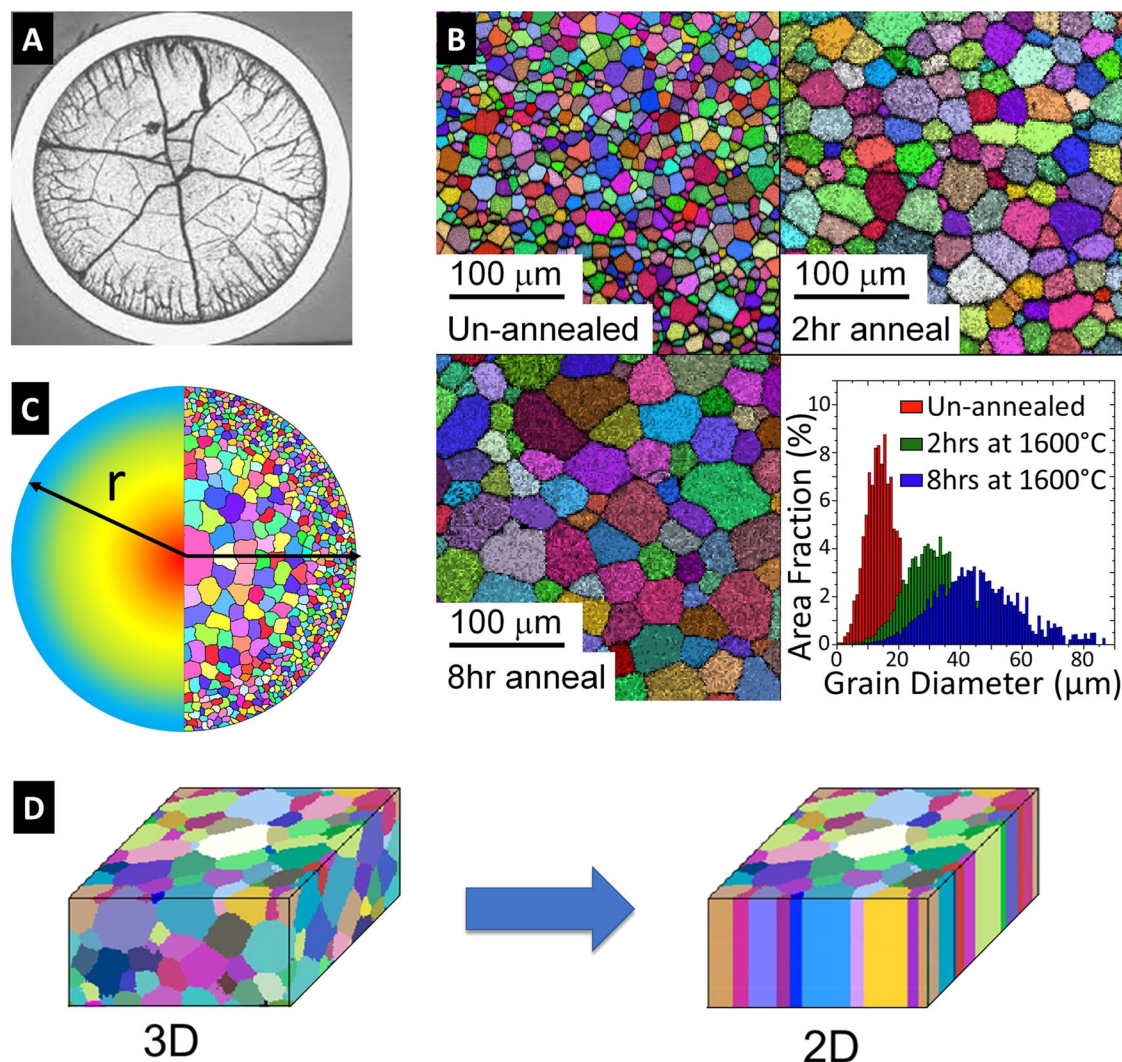 A
B
100 μm
Un-annealed
100 μm
2hr anneal
100 μm
8hr anneal
Un-annealed
2hrs at 1600°C
8hrs at 1600°C
Area Fraction (%)
10
8
6
4
2
0
0 20 40 60 80
Grain Diameter (μm)
C
r
D
3D
2D